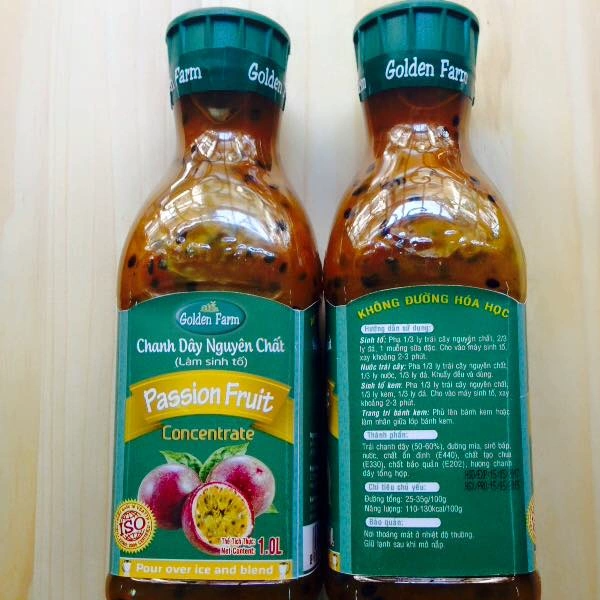 Farm Golden
Golden Farm
Golden Farm
Chanh Dây Nguyên Chất
(Làm sinh tố)
Passion Fruit
Concentrate
ISO
Thể Tích Thực
Net Content 1.0L
Pour over ice and blend
KHÔNG ĐƯỜNG HÓA HỌC
Hướng dẫn sử dụng:
Sinh tố: Pha 1/3 ly trái cây nguyên chất, 2/3
ly đá, 1 muỗng sữa đặc. Cho vào máy sinh tố,
xay khoảng 2-3 phút.
Nước trái cây: Pha 1/3 ly trái cây nguyên chất,
1/3 ly nước, 1/3 ly đá. Khuấy đều và dùng.
Sinh tố kem: Pha 1/3 ly trái cây nguyên chất,
1/3 ly kem, 1/3 ly đá. Cho vào máy sinh tố, xay
khoảng 2-3 phút.
Trang trí bánh kem: Phủ lên bánh kem hoặc
làm nhân giữa lớp bánh kem.
Thành phần:
Trái chanh dây (50-60%), đường mía, sirô bắp,
nước, chất ổn định (E440), chất tạo chua
(E330), chất bảo quản (E202), hương chanh
dây tổng hợp.
Chỉ tiêu chủ yếu:
Đường tổng: 25-35g/100g
Năng lượng: 110-130kcal/100g
Bảo quản:
Nơi thoáng mát ở nhiệt độ thường.
Giữ lạnh sau khi mở nắp.